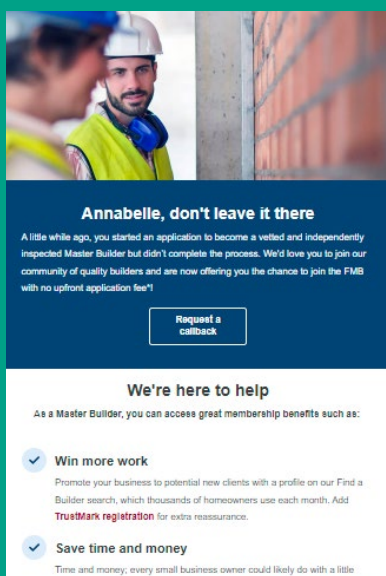 Annabelle, don't leave it there
A little while ago, you started an application to become a vetted and independently
inspected Master Builder but didn't complete the process. We'd love you to join our
community of quality builders and are now offering you the chance to join the FMB
with no upfront application fee*!
Request a
callback
We're here to help
As a Master Builder, you can access great membership benefits such as:
Win more work
Promote your business to potential new clients with a profile on our Find a
Builder search, which thousands of homeowners use each month. Add
TrustMark registration for extra reassurance.
Save time and money
Time and money; every small business owner could likely do with a little